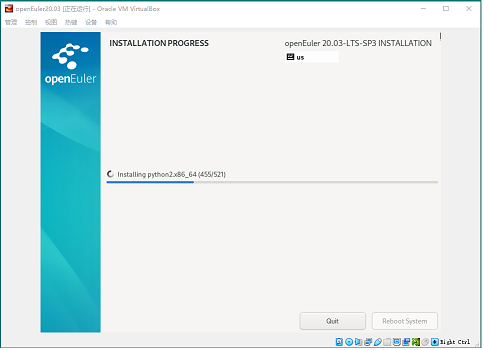 openEuler20.03 [正在运行] - Oracle VM VirtualBox
管理 控制 视图 热键 设备 帮助
openEuler
INSTALLATION PROGRESS
openEuler 20.03-LTS-SP3 INSTALLATION
us
Installing python2.x86_64 (455/521)
Quit
Reboot System
Right Ctrl